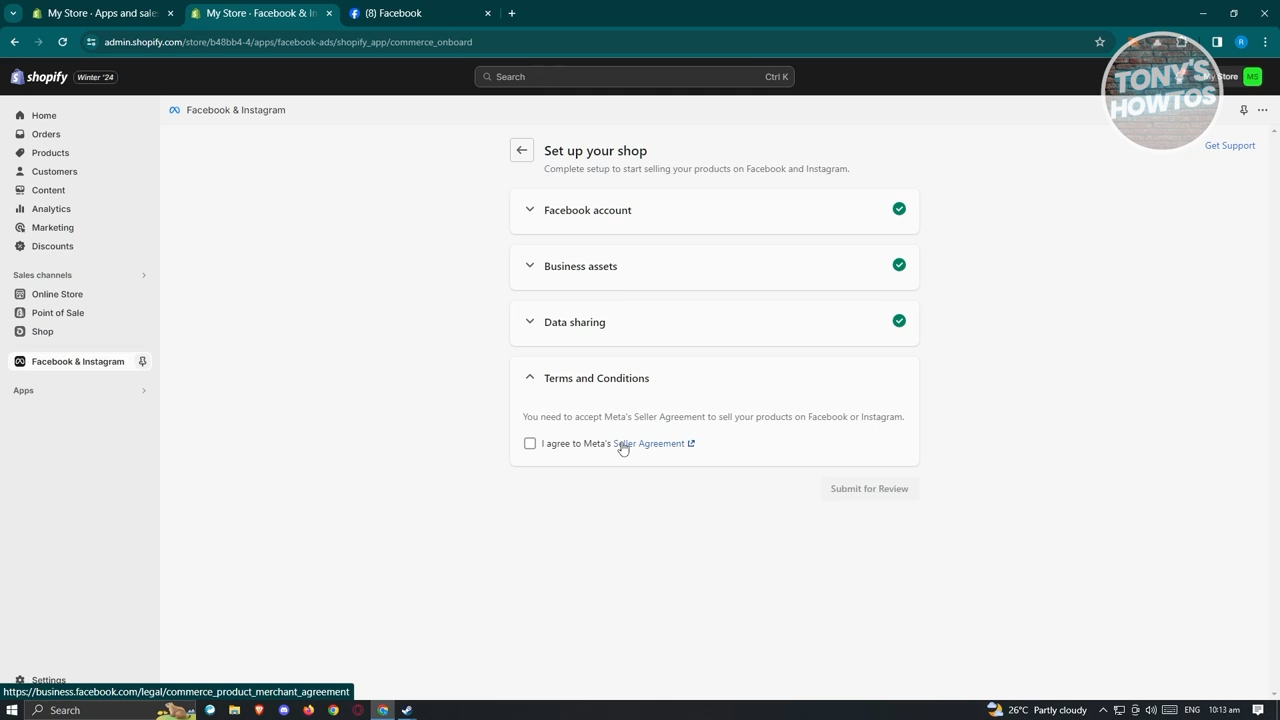 My Store · Apps and sale
My Store · Facebook & In
(8) Facebook
admin.shopify.com/store/b48bb4-4/apps/facebook-ads/shopify_app/commerce_onboard
R
shopify
Winter '24
Search
Ctrl K
My Store
MS
TONY'S
HOWTOS
Home
Orders
Products
Customers
Content
Analytics
Marketing
Discounts
Sales channels
Online Store
Point of Sale
Shop
Facebook & Instagram
Apps
Settings
Facebook & Instagram
Get Support
Set up your shop
Complete setup to start selling your products on Facebook and Instagram.
Facebook account
Business assets
Data sharing
Terms and Conditions
You need to accept Meta's Seller Agreement to sell your products on Facebook or Instagram.
I agree to Meta's Seller Agreement
Submit for Review
https://business.facebook.com/legal/commerce_product_merchant_agreement
Search
26°C Partly cloudy
ENG
10:13 am